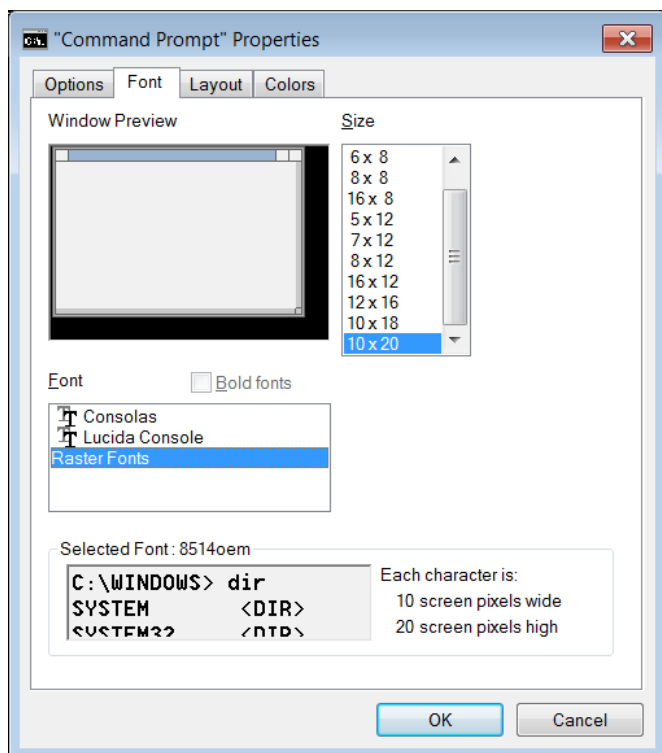 "Command Prompt" Properties
Options Font Layout Colors
Window Preview
Size
6 x 8
8 x 8
16 x 8
5 x 12
7 x 12
8 x 12
16 x 12
12 x 16
10 x 18
10 x 20
Font
Bold fonts
Consolas
Lucida Console
Raster Fonts
Selected Font : 8514oem
C:\WINDOWS> dir
SYSTEM <DIR>
SYSTEM32 <DIR>
Each character is:
10 screen pixels wide
20 screen pixels high
OK Cancel